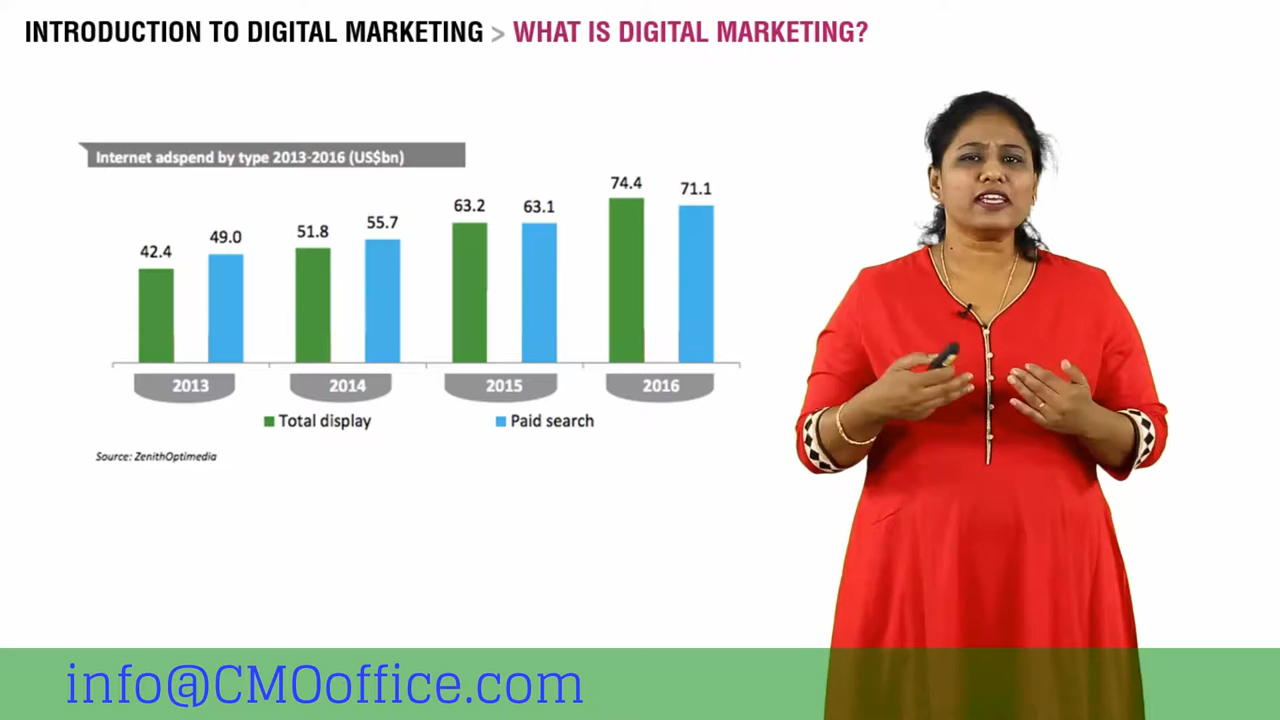 INTRODUCTION TO DIGITAL MARKETING > WHAT IS DIGITAL MARKETING?
Internet adspend by type 2013-2016 (US$bn)
42.4 49.0 51.8 55.7 63.2 63.1 74.4 71.1
2013 2014 2015 2016
Total display Paid search
Source: ZenithOptimedia
info@CMOoffice.com